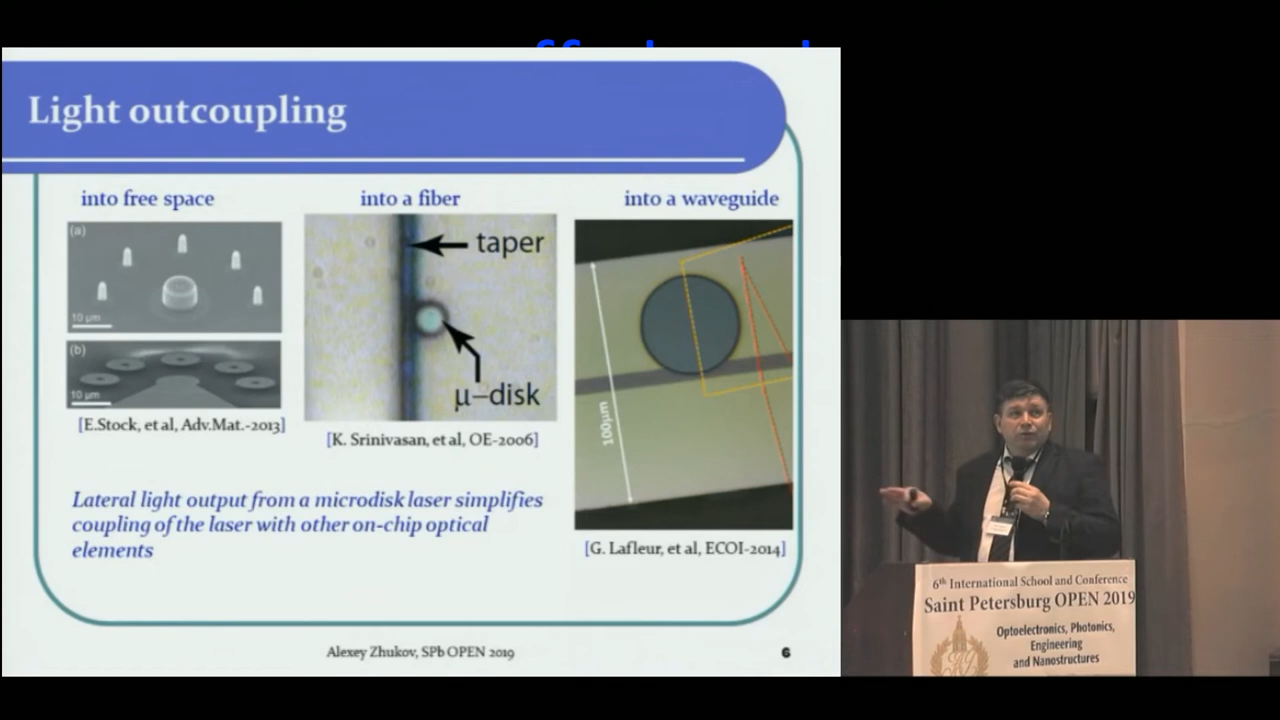 Light outcoupling
into free space
into a fiber
into a waveguide
(a)
10 µm
(b)
10 µm
taper
µ–disk
100µm
[E.Stock, et al, Adv.Mat.-2013]
[K. Srinivasan, et al, OE-2006]
[G. Lafleur, et al, ECOI-2014]
Lateral light output from a microdisk laser simplifies
coupling of the laser with other on-chip optical
elements
Alexey Zhukov, SPb OPEN 2019
6
6th International School and Conference
Saint Petersburg OPEN 2019
Optoelectronics, Photonics,
Engineering
and Nanostructures